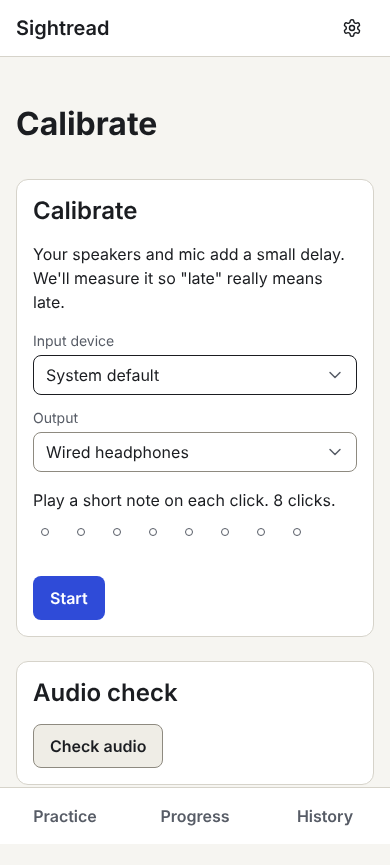 Sightread
Calibrate
Calibrate
Your speakers and mic add a small delay.
We'll measure it so "late" really means
late.
Input device
System default
Output
Wired headphones
Play a short note on each click. 8 clicks.
Start
Audio check
Check audio
Practice
Progress
History